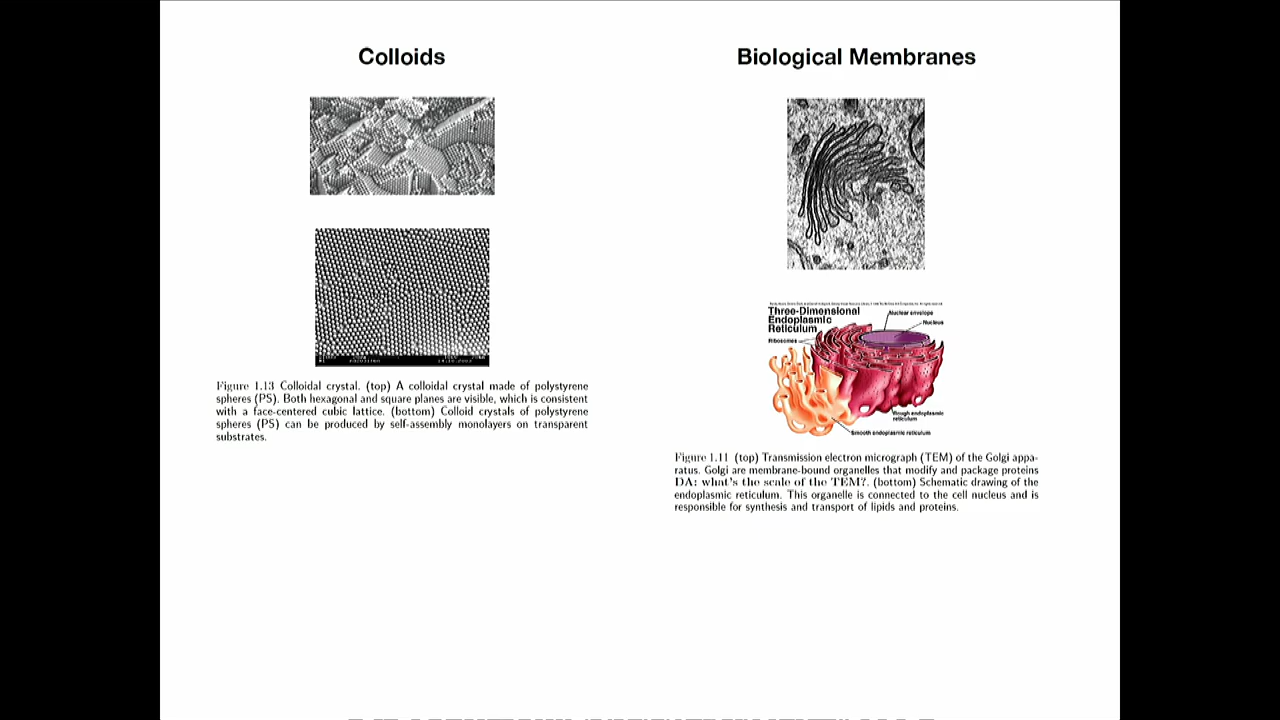 Colloids
Figure 1.13 Colloidal crystal. (top) A colloidal crystal made of polystyrene
spheres (PS). Both hexagonal and square planes are visible, which is consistent
with a face-centered cubic lattice. (bottom) Colloid crystals of polystyrene
spheres (PS) can be produced by self-assembly monolayers on transparent
substrates.
Biological Membranes
Three-Dimensional
Endoplasmic
Reticulum
Nuclear envelope
Nucleus
Ribosomes
Rough endoplasmic
reticulum
Smooth endoplasmic reticulum
Figure 1.11 (top) Transmission electron micrograph (TEM) of the Golgi appa-
ratus. Golgi are membrane-bound organelles that modify and package proteins
DA: what's the scale of the TEM?. (bottom) Schematic drawing of the
endoplasmic reticulum. This organelle is connected to the cell nucleus and is
responsible for synthesis and transport of lipids and proteins.